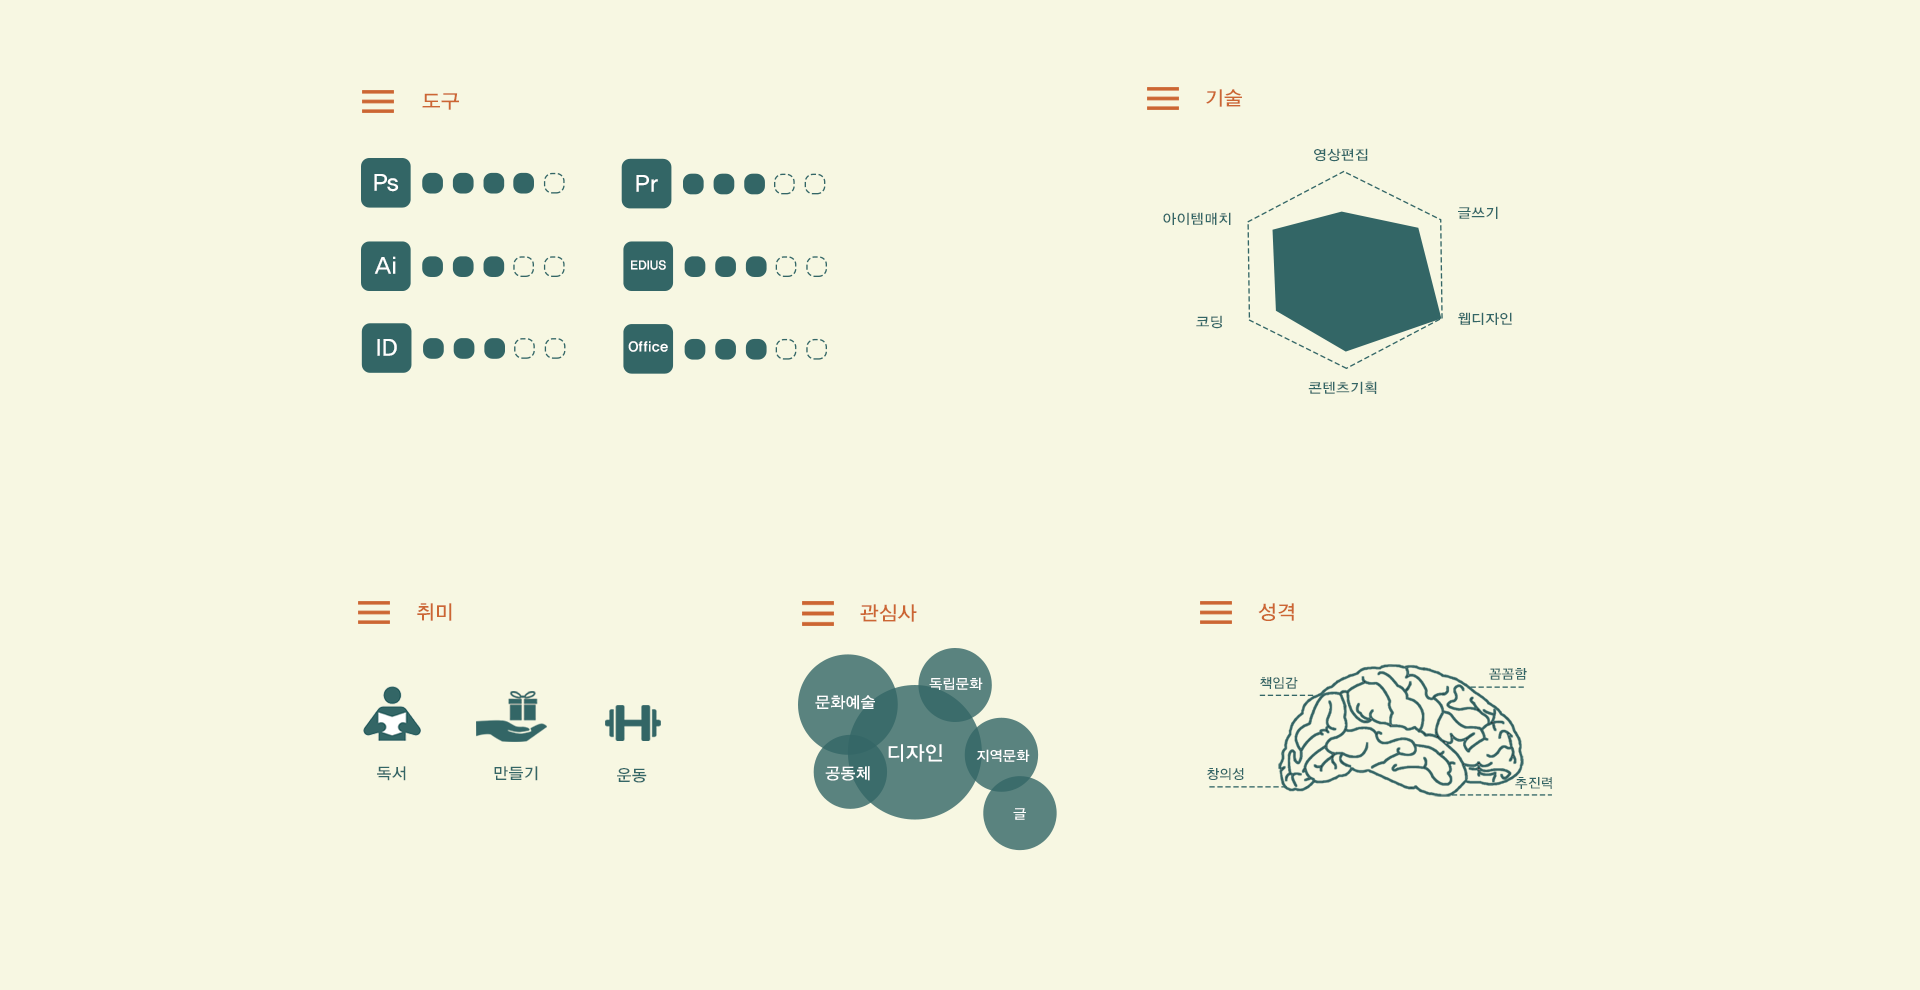 도구
Ps
Pr
Ai
EDIUS
ID
Office
기술
영상편집
아이템매치
글쓰기
코딩
웹디자인
콘텐츠기획
취미
독서
만들기
운동
관심사
독립문화
문화예술
디자인
지역문화
공동체
글
성격
꼼꼼함
책임감
창의성
추진력